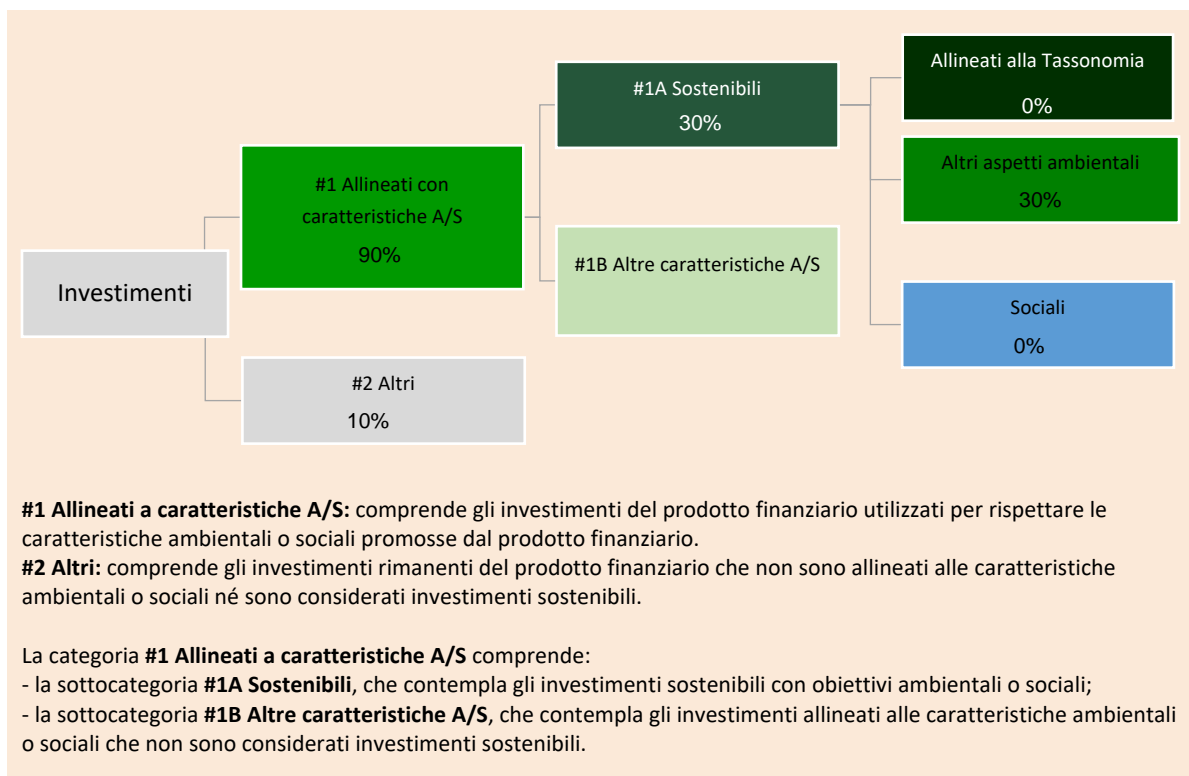 Investimenti
#1 Allineati con
caratteristiche A/S
90%
#2 Altri
10%
#1A Sostenibili
30%
#1B Altre caratteristiche A/S
Allineati alla Tassonomia
0%
Altri aspetti ambientali
30%
Sociali
0%
#1 Allineati a caratteristiche A/S: comprende gli investimenti del prodotto finanziario utilizzati per rispettare le
caratteristiche ambientali o sociali promosse dal prodotto finanziario.
#2 Altri: comprende gli investimenti rimanenti del prodotto finanziario che non sono allineati alle caratteristiche
ambientali o sociali né sono considerati investimenti sostenibili.
La categoria #1 Allineati a caratteristiche A/S comprende:
- la sottocategoria #1A Sostenibili, che contempla gli investimenti sostenibili con obiettivi ambientali o sociali;
- la sottocategoria #1B Altre caratteristiche A/S, che contempla gli investimenti allineati alle caratteristiche ambientali
o sociali che non sono considerati investimenti sostenibili.